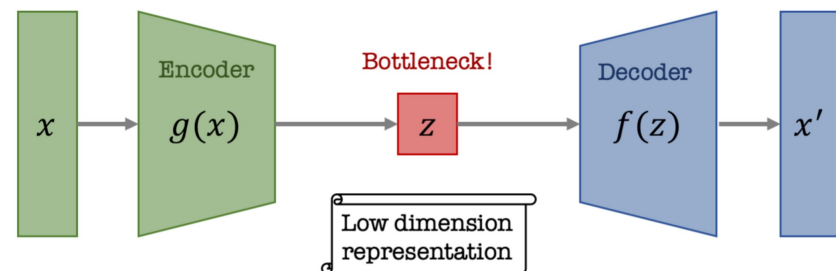 Encoder
Bottleneck!
Decoder
x
g(x)
z
f(z)
x′
Low dimension
representation